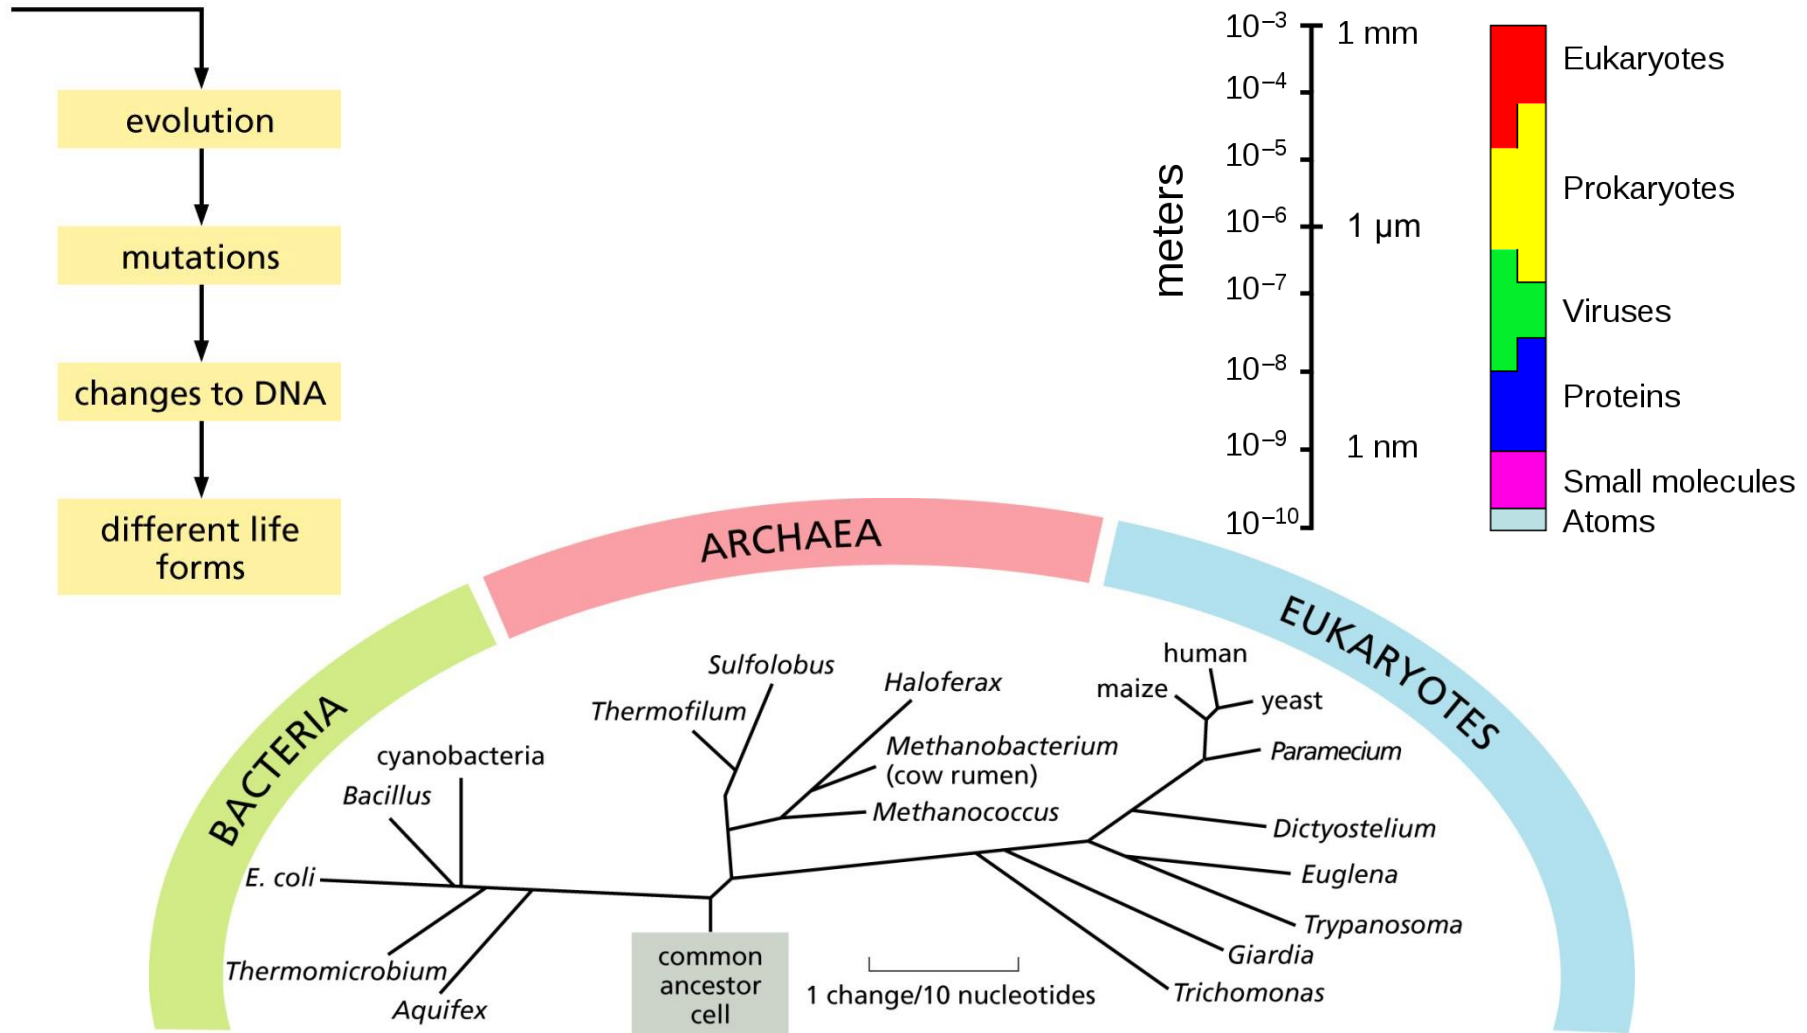 evolution
mutations
changes to DNA
different life
forms
meters
10⁻³
10⁻⁴
10⁻⁵
10⁻⁶
10⁻⁷
10⁻⁸
10⁻⁹
10⁻¹⁰
1 mm
1 µm
1 nm
Eukaryotes
Prokaryotes
Viruses
Proteins
Small molecules
Atoms
BACTERIA
ARCHAEA
EUKARYOTES
cyanobacteria
Bacillus
E. coli
Thermomicrobium
Aquifex
Sulfolobus
Thermofilum
Haloferax
Methanobacterium
(cow rumen)
Methanococcus
human
maize
yeast
Paramecium
Dictyostelium
Euglena
Trypanosoma
Giardia
Trichomonas
common
ancestor
cell
1 change/10 nucleotides